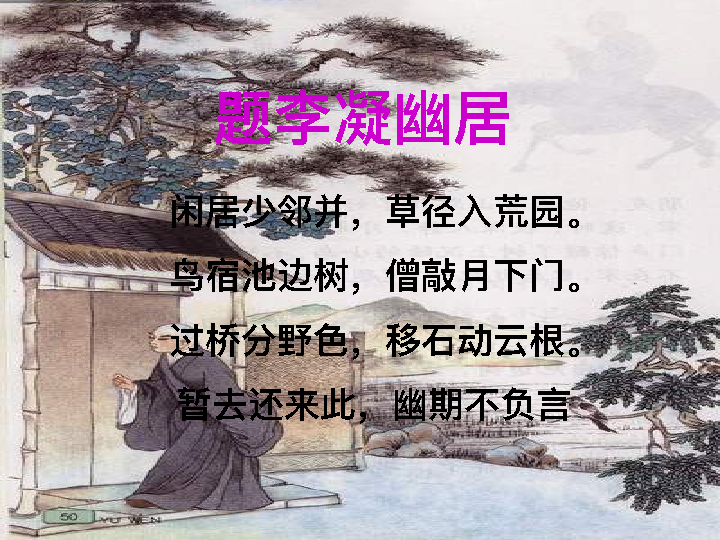 题李凝幽居
闲居少邻并，草径入荒园。
鸟宿池边树，僧敲月下门。
过桥分野色，移石动云根。
暂去还来此，幽期不负言
50 YU WEN